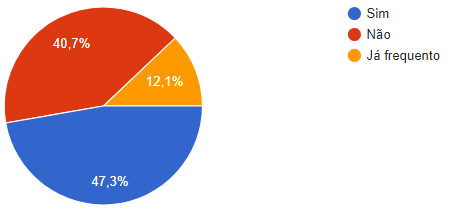 Sim
Não
Já frequento
40,7%
12,1%
47,3%